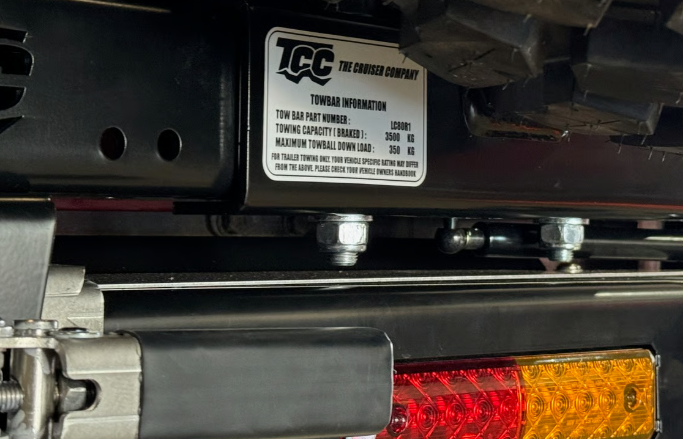 TCC THE CRUISER COMPANY
TOWBAR INFORMATION
TOW BAR PART NUMBER : LC80R1
TOWING CAPACITY ( BRAKED ) : 3500 KG
MAXIMUM TOWBALL DOWN LOAD : 350 KG
FOR TRAILER TOWING ONLY, YOUR VEHICLE SPECIFIC RATING MAY DIFFER
FROM THE ABOVE. PLEASE CHECK YOUR VEHICLE OWNERS HANDBOOK